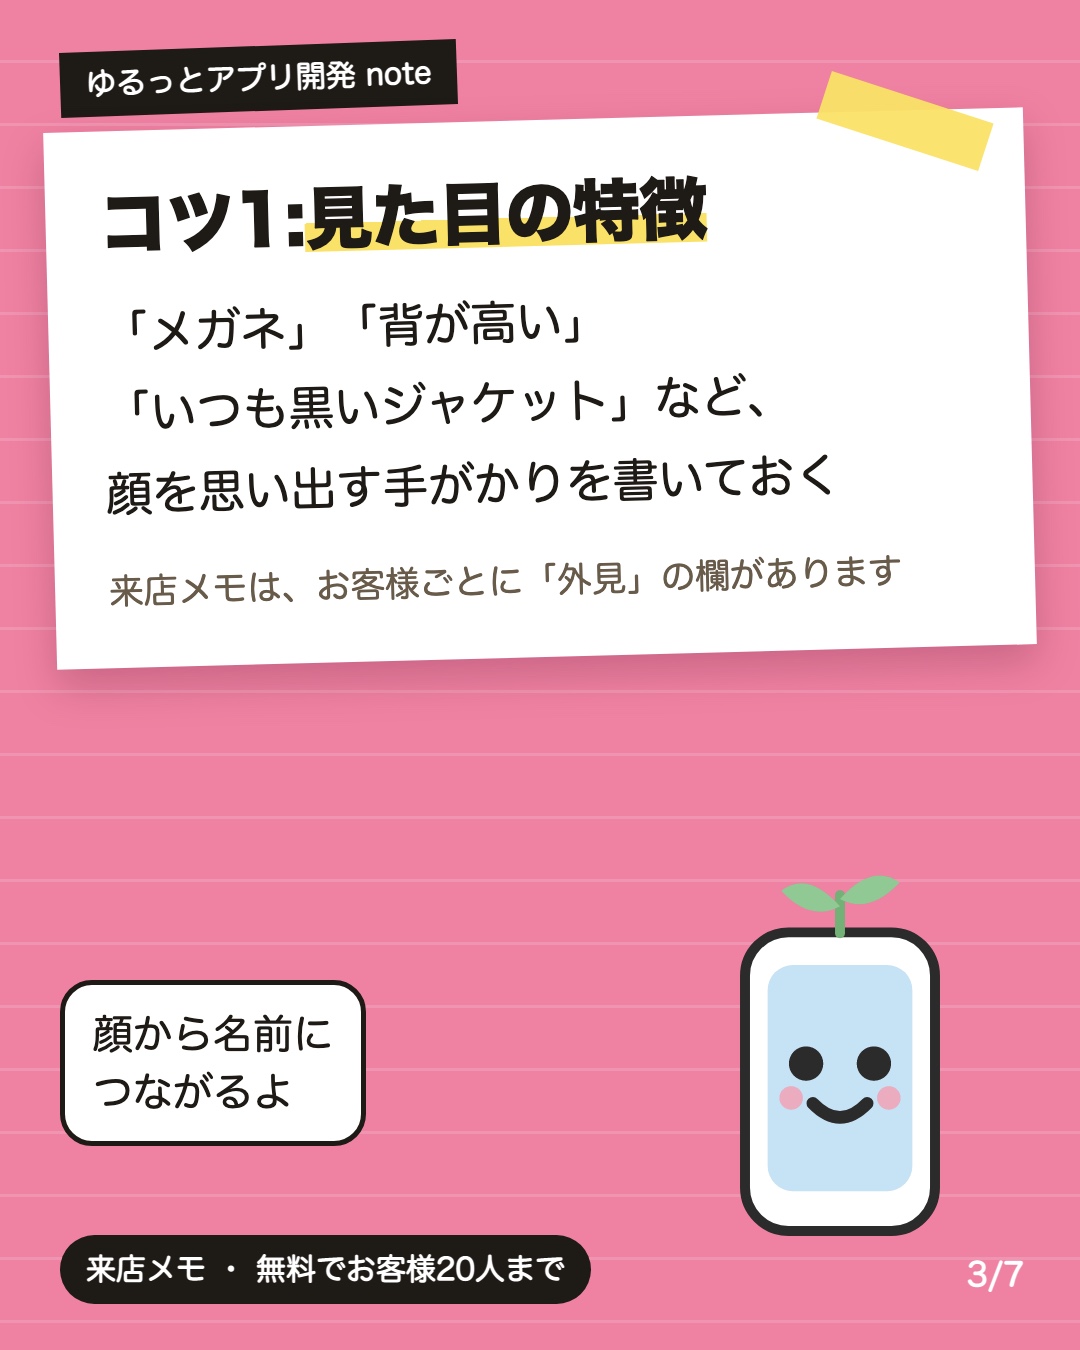 ゆるっとアプリ開発 note
コツ1:見た目の特徴
「メガネ」「背が高い」
「いつも黒いジャケット」など、
顔を思い出す手がかりを書いておく
来店メモは、お客様ごとに「外見」の欄があります
顔から名前に
つながるよ
来店メモ ・ 無料でお客様20人まで
3/7